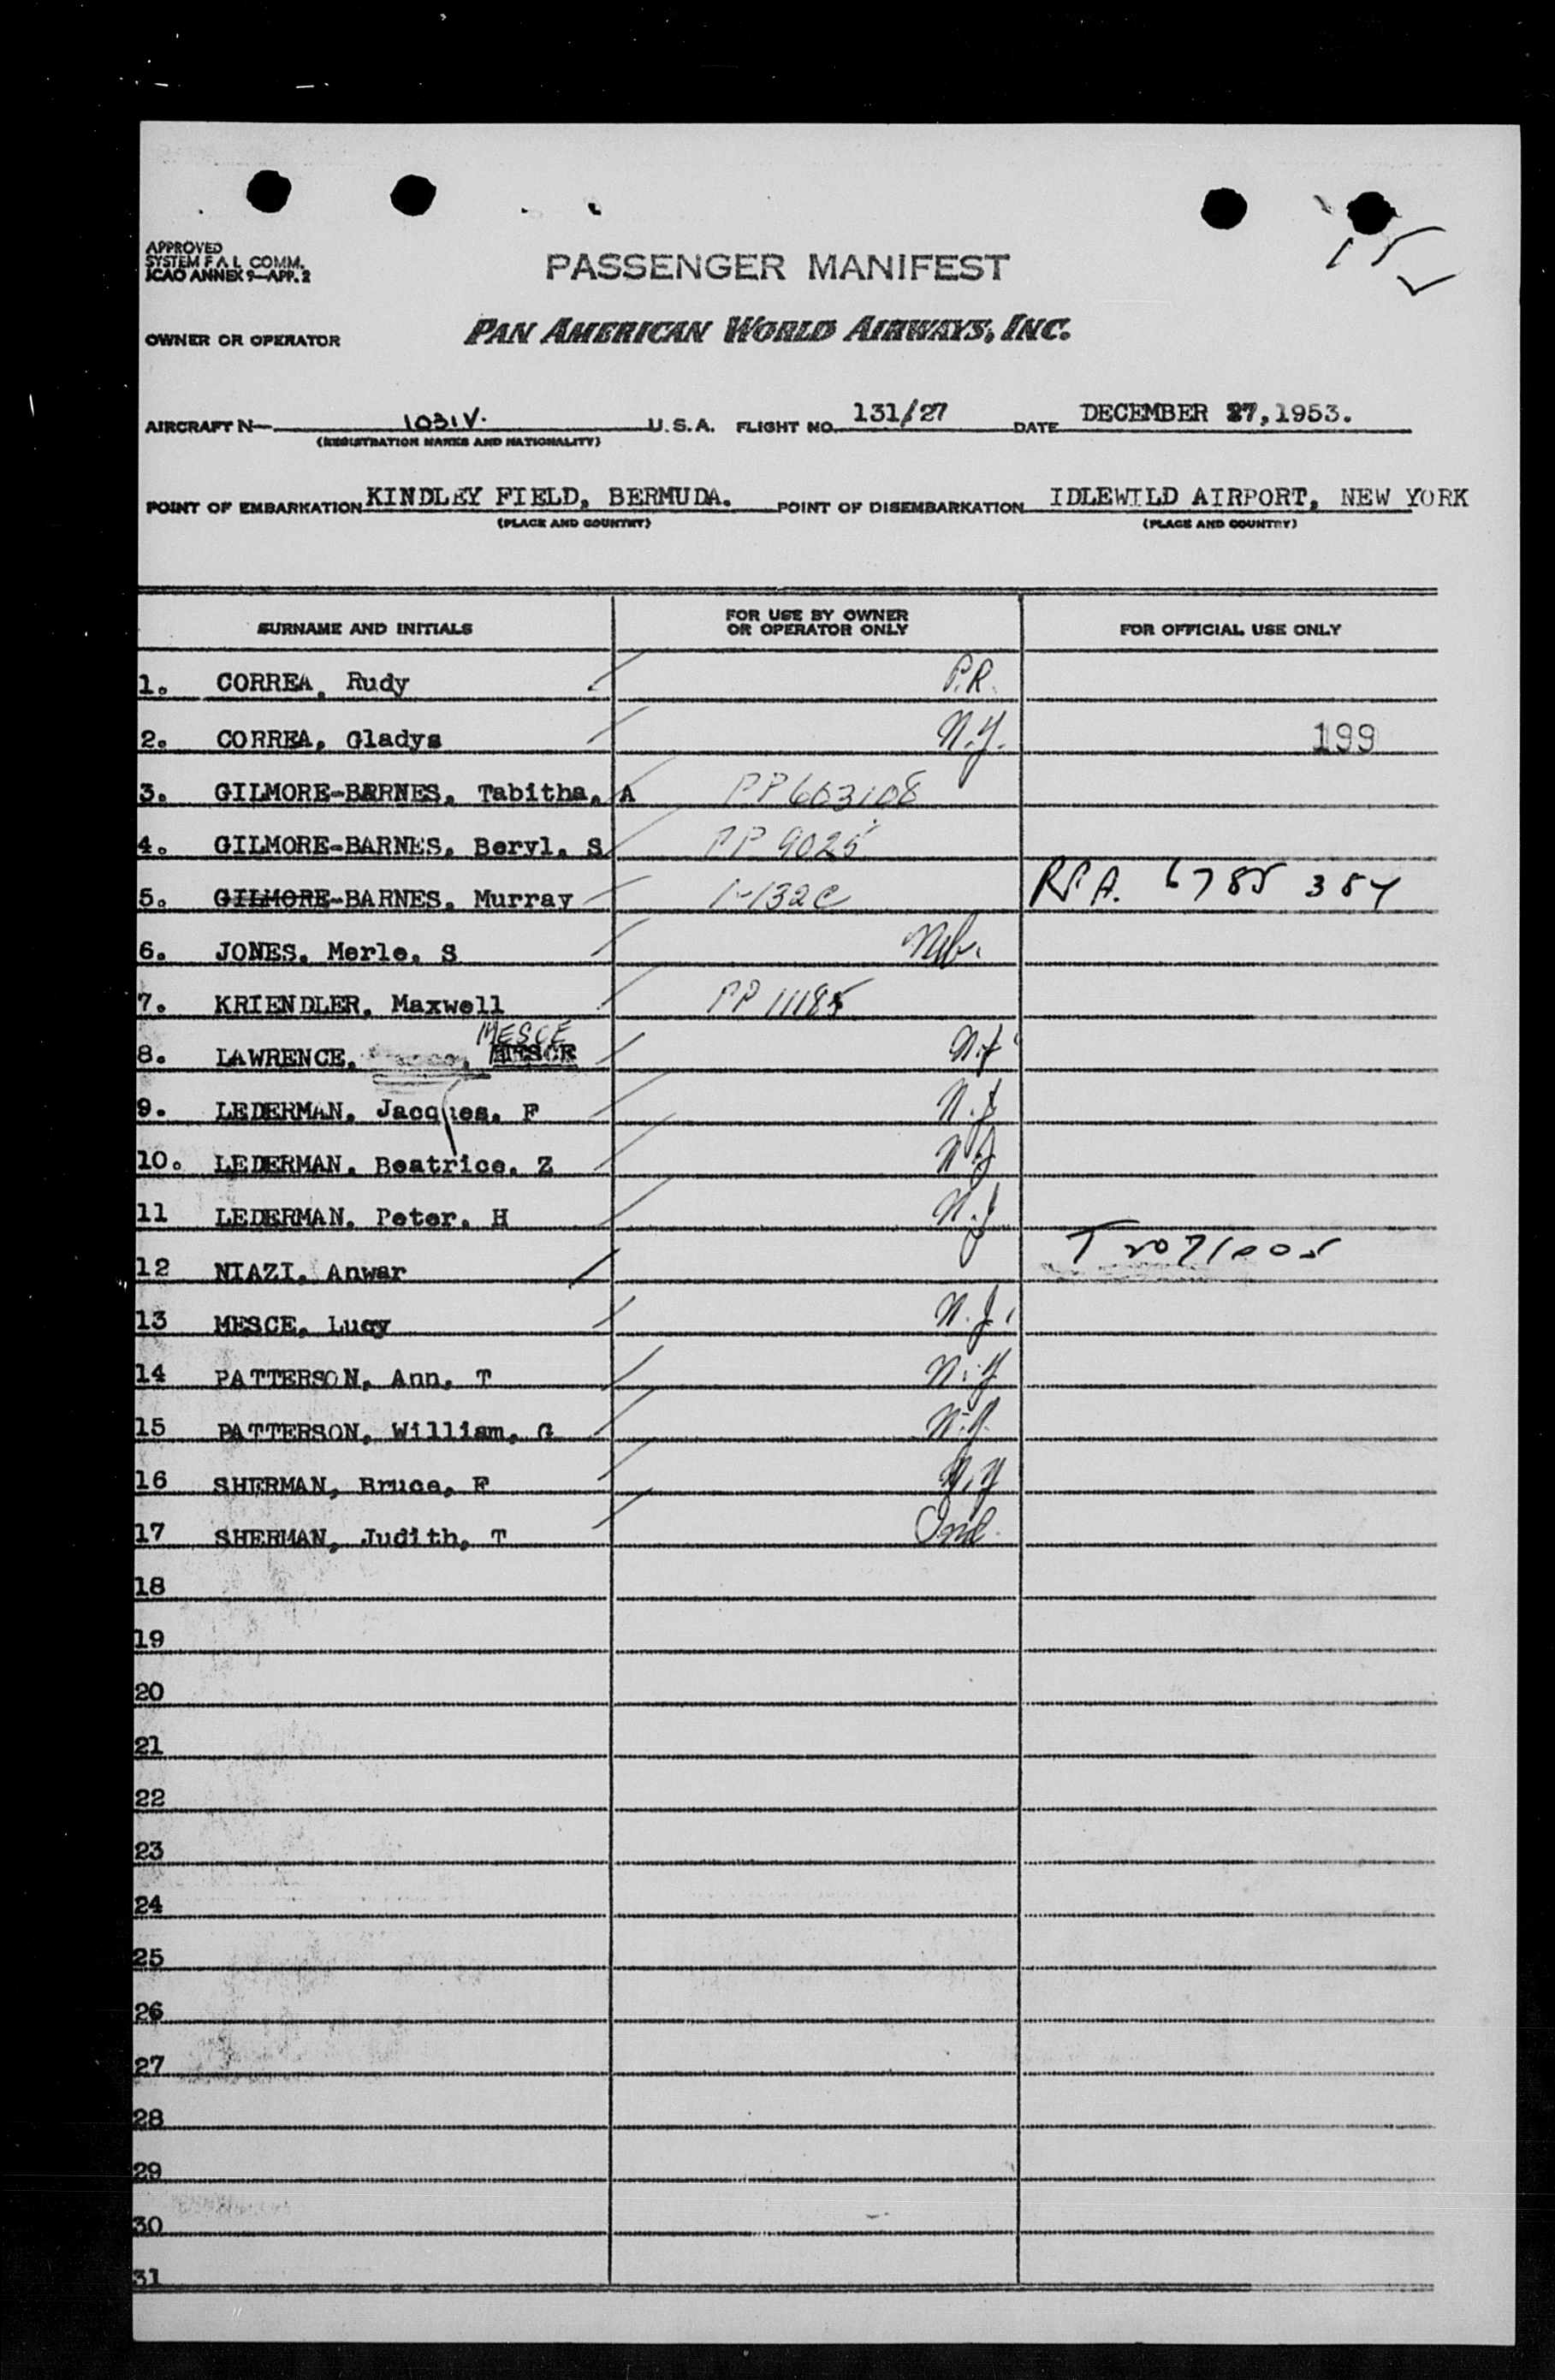 15 ✓
APPROVED
SYSTEM F A L COMM.
ICAO ANNEX 9—APP. 2
PASSENGER MANIFEST
OWNER OR OPERATOR PAN AMERICAN WORLD AIRWAYS, INC.
AIRCRAFT N— 1031V. U.S.A. FLIGHT NO. 131/27 DATE DECEMBER 27, 1953.
(REGISTRATION MARKS AND NATIONALITY)
POINT OF EMBARKATION KINDLEY FIELD, BERMUDA. POINT OF DISEMBARKATION IDLEWILD AIRPORT, NEW YORK
(PLACE AND COUNTRY) (PLACE AND COUNTRY)
SURNAME AND INITIALS FOR USE BY OWNER OR OPERATOR ONLY FOR OFFICIAL USE ONLY
1. CORREA, Rudy P.R.
2. CORREA, Gladys N.Y. 199
3. GILMORE-BARNES, Tabitha, A PP603108
4. GILMORE-BARNES, Beryl, S PP 9025
5. GILMORE-BARNES, Murray 1-132C 6785 384
6. JONES, Merle, S
7. KRIENDLER, Maxwell PP 11185
8. LAWRENCE, MESCE N.J
9. LEDERMAN, Jacques, F N.J
10. LEDERMAN, Beatrice, Z N.J
11 LEDERMAN, Peter, H N.J
12 NIAZI, Anwar T 2071005
13 MESCE, Lucy N.J.
14 PATTERSON, Ann, T N.Y
15 PATTERSON, William, G N.Y.
16 SHERMAN, Bruce, F N.Y
17 SHERMAN, Judith, T Ind.
18
19
20
21
22
23
24
25
26
27
28
29
30
31